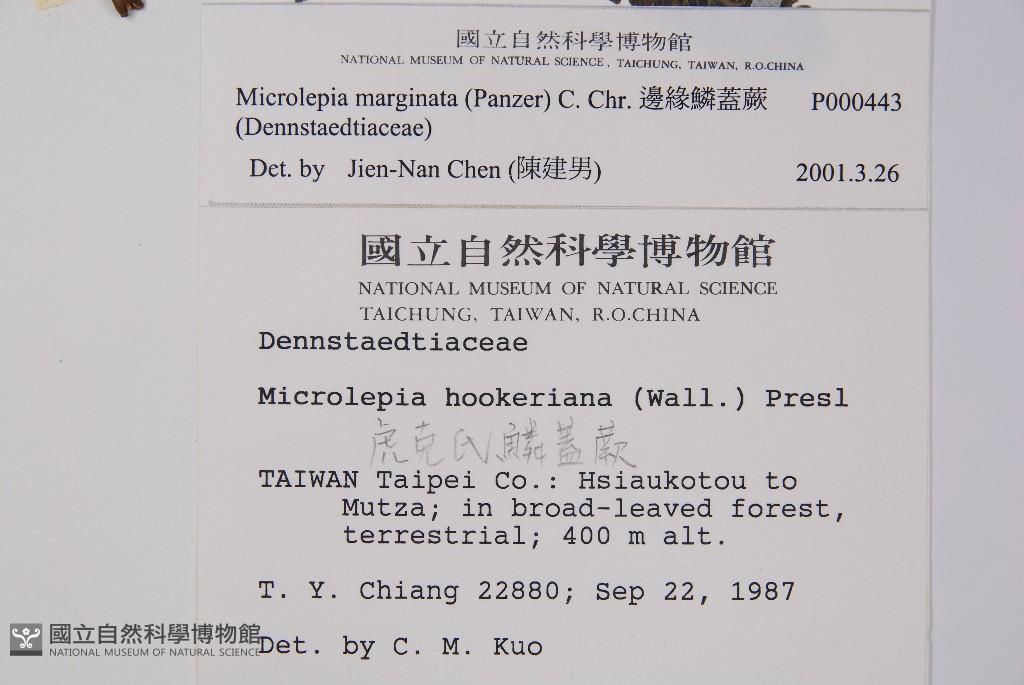 國立自然科學博物館
NATIONAL MUSEUM OF NATURAL SCIENCE, TAICHUNG, TAIWAN, R.O.CHINA
Microlepia marginata (Panzer) C. Chr. 邊緣鱗蓋蕨 P000443
(Dennstaedtiaceae)
Det. by Jien-Nan Chen (陳建男) 2001.3.26
國立自然科學博物館
NATIONAL MUSEUM OF NATURAL SCIENCE
TAICHUNG, TAIWAN, R.O.CHINA
Dennstaedtiaceae
Microlepia hookeriana (Wall.) Presl
虎克氏鱗蓋蕨
TAIWAN Taipei Co.: Hsiaukotou to
Mutza; in broad-leaved forest,
terrestrial; 400 m alt.
T. Y. Chiang 22880; Sep 22, 1987
Det. by C. M. Kuo
國立自然科學博物館
NATIONAL MUSEUM OF NATURAL SCIENCE